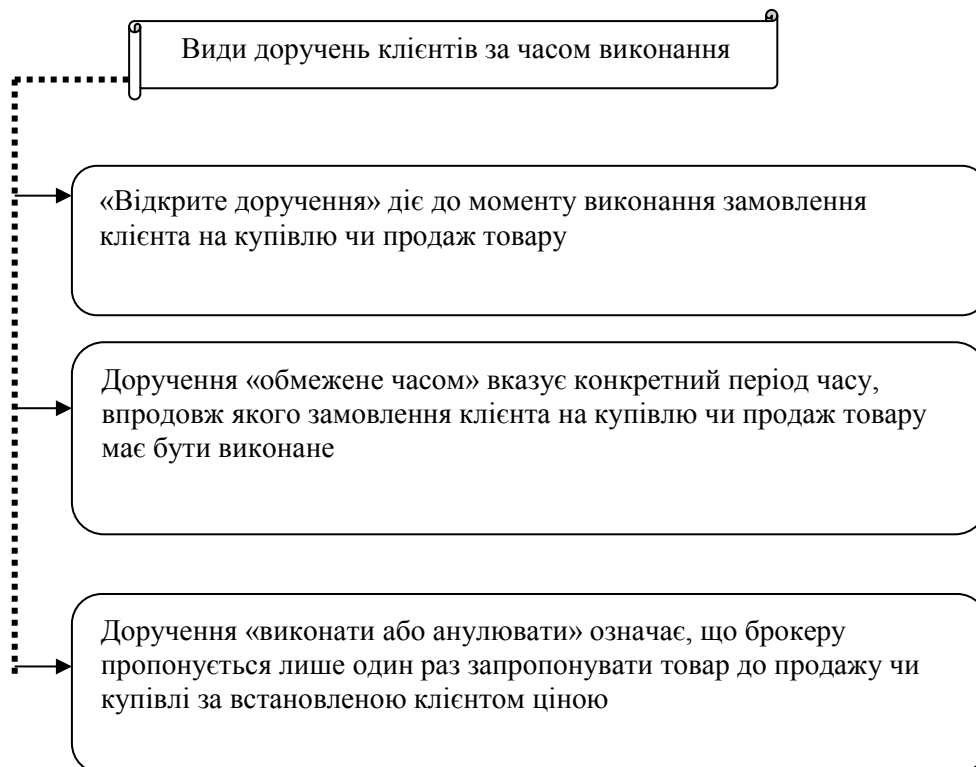 Види доручень клієнтів за часом виконання
«Відкрите доручення» діє до моменту виконання замовлення
клієнта на купівлю чи продаж товару
Доручення «обмежене часом» вказує конкретний період часу,
впродовж якого замовлення клієнта на купівлю чи продаж товару
має бути виконане
Доручення «виконати або анулювати» означає, що брокеру
пропонується лише один раз запропонувати товар до продажу чи
купівлі за встановленою клієнтом ціною